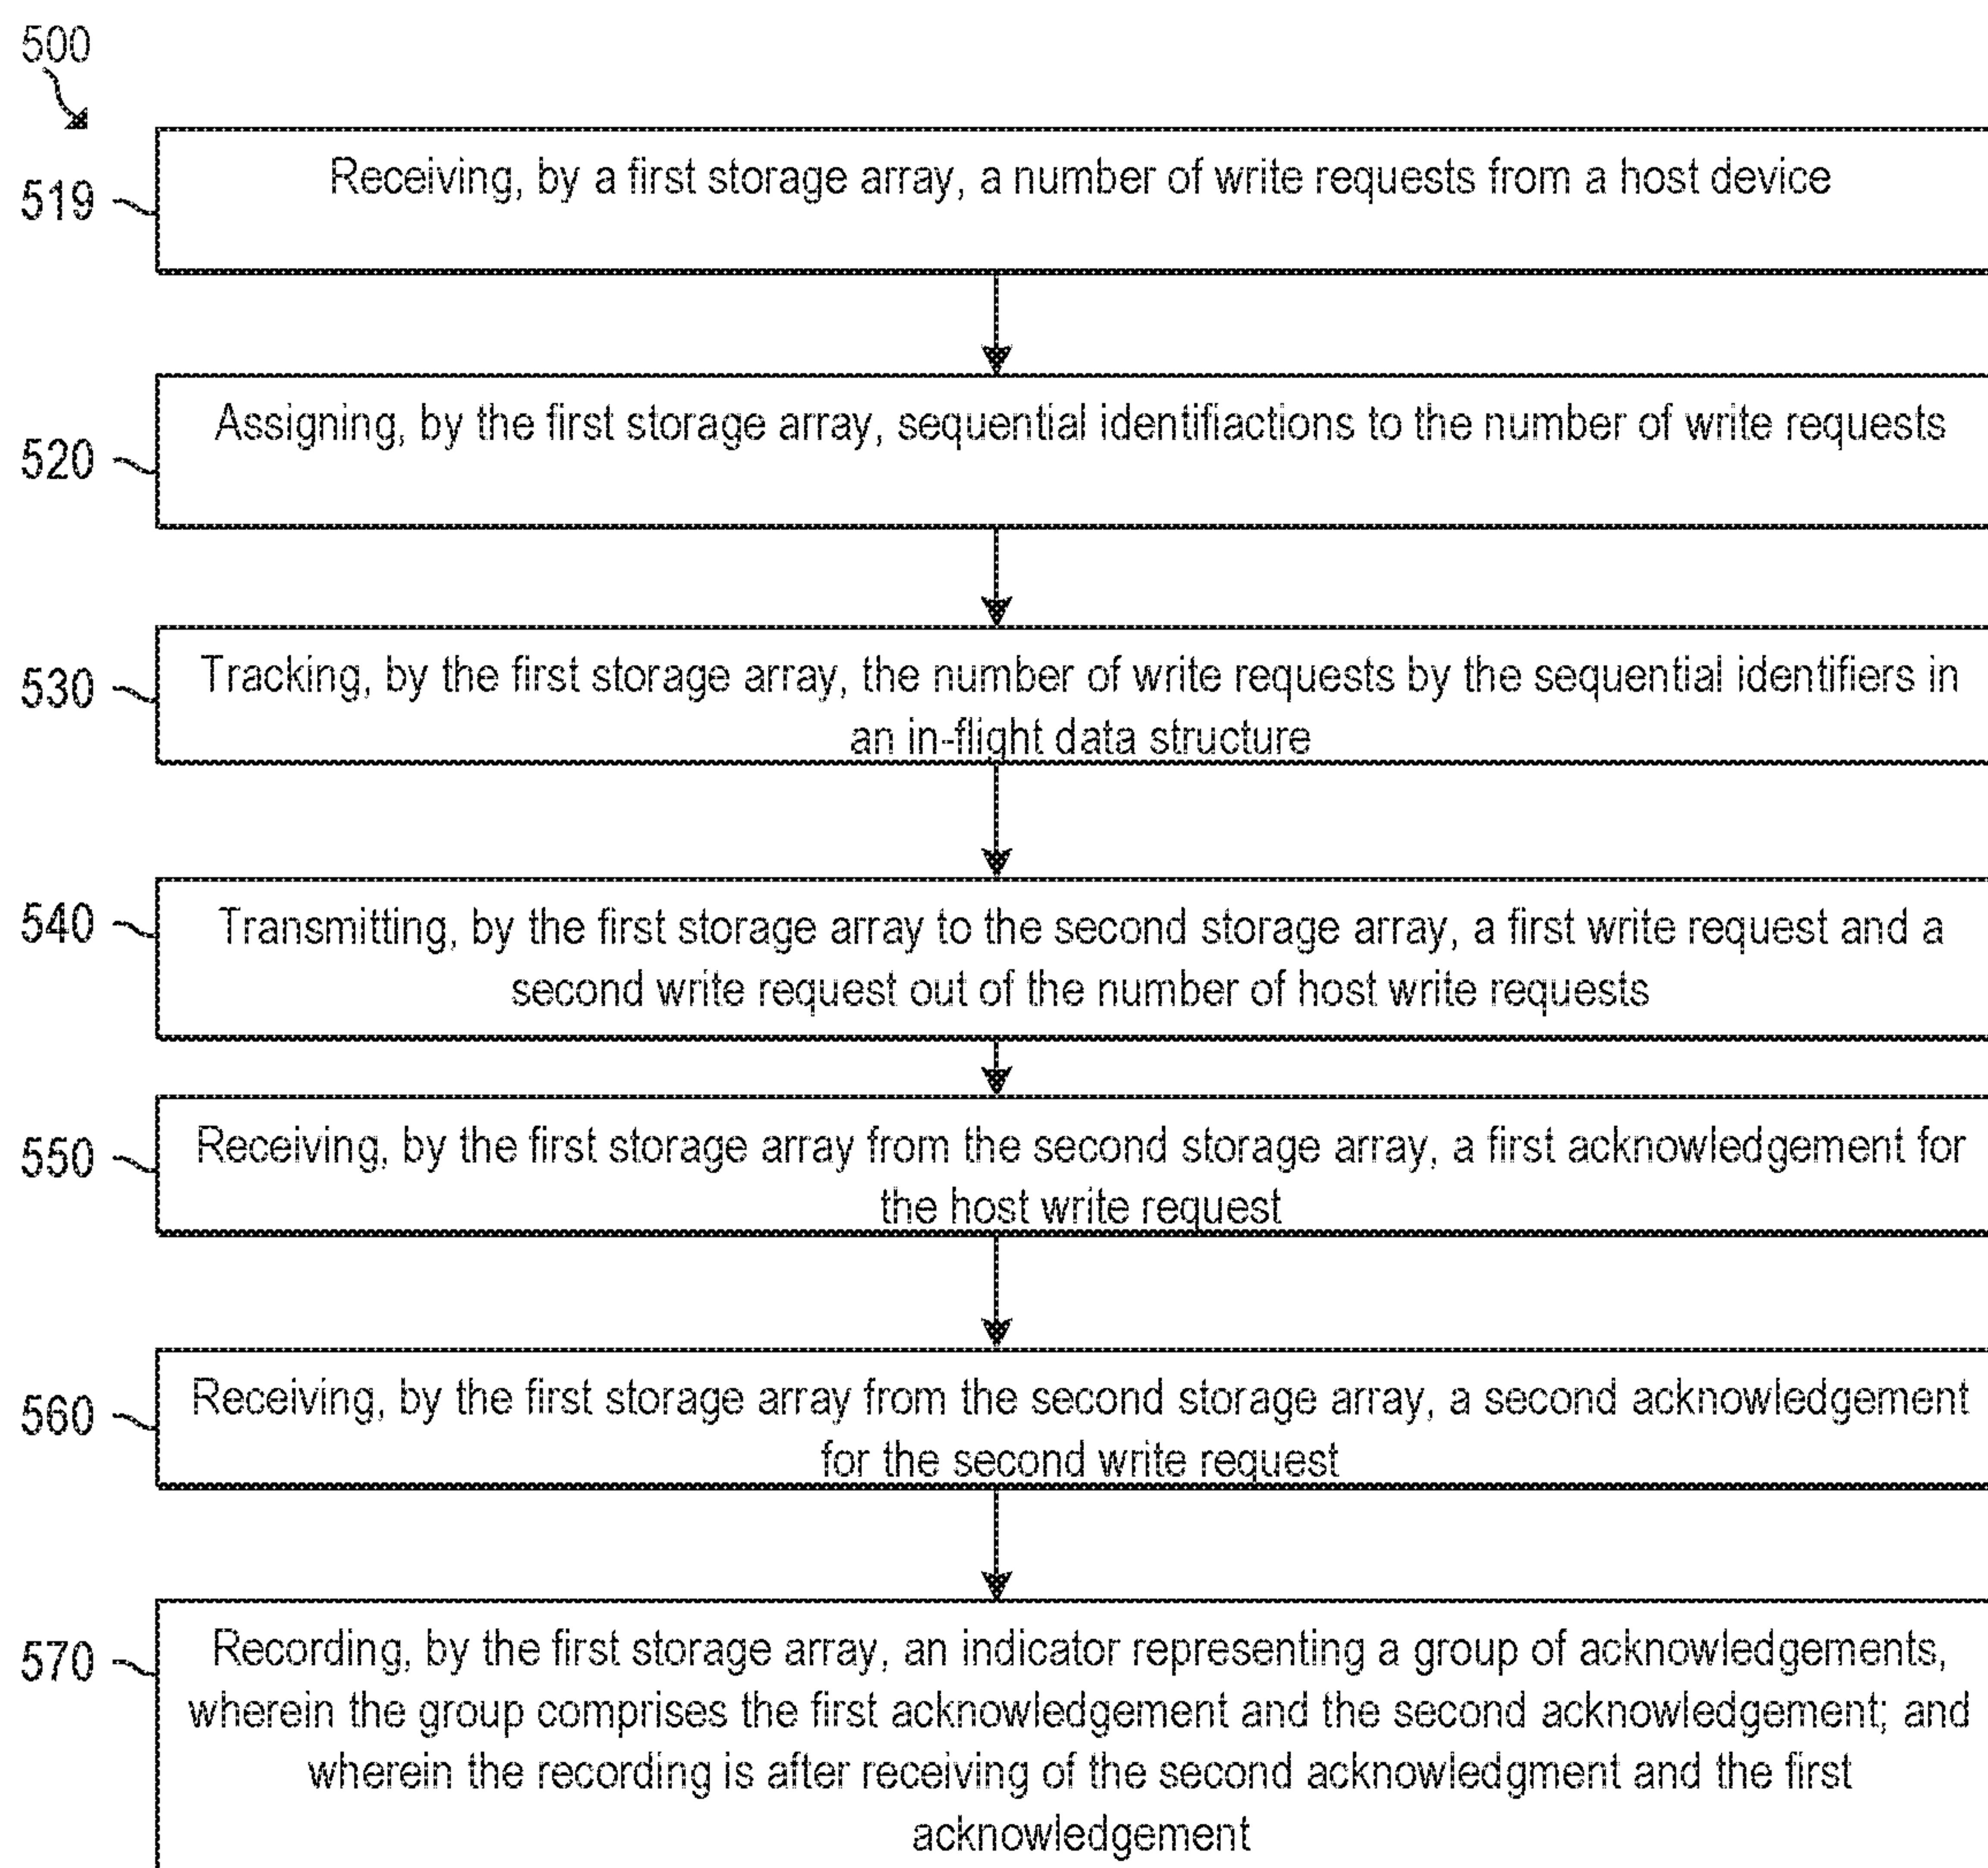 500
519
Receiving, by a first storage array, a number of write requests from a host device
520
Assigning, by the first storage array, sequential identifiactions to the number of write requests
530
Tracking, by the first storage array, the number of write requests by the sequential identifiers in
an in-flight data structure
540
Transmitting, by the first storage array to the second storage array, a first write request and a
second write request out of the number of host write requests
550
Receiving, by the first storage array from the second storage array, a first acknowledgement for
the host write request
560
Receiving, by the first storage array from the second storage array, a second acknowledgement
for the second write request
570
Recording, by the first storage array, an indicator representing a group of acknowledgements,
wherein the group comprises the first acknowledgement and the second acknowledgement; and
wherein the recording is after receiving of the second acknowledgment and the first
acknowledgement